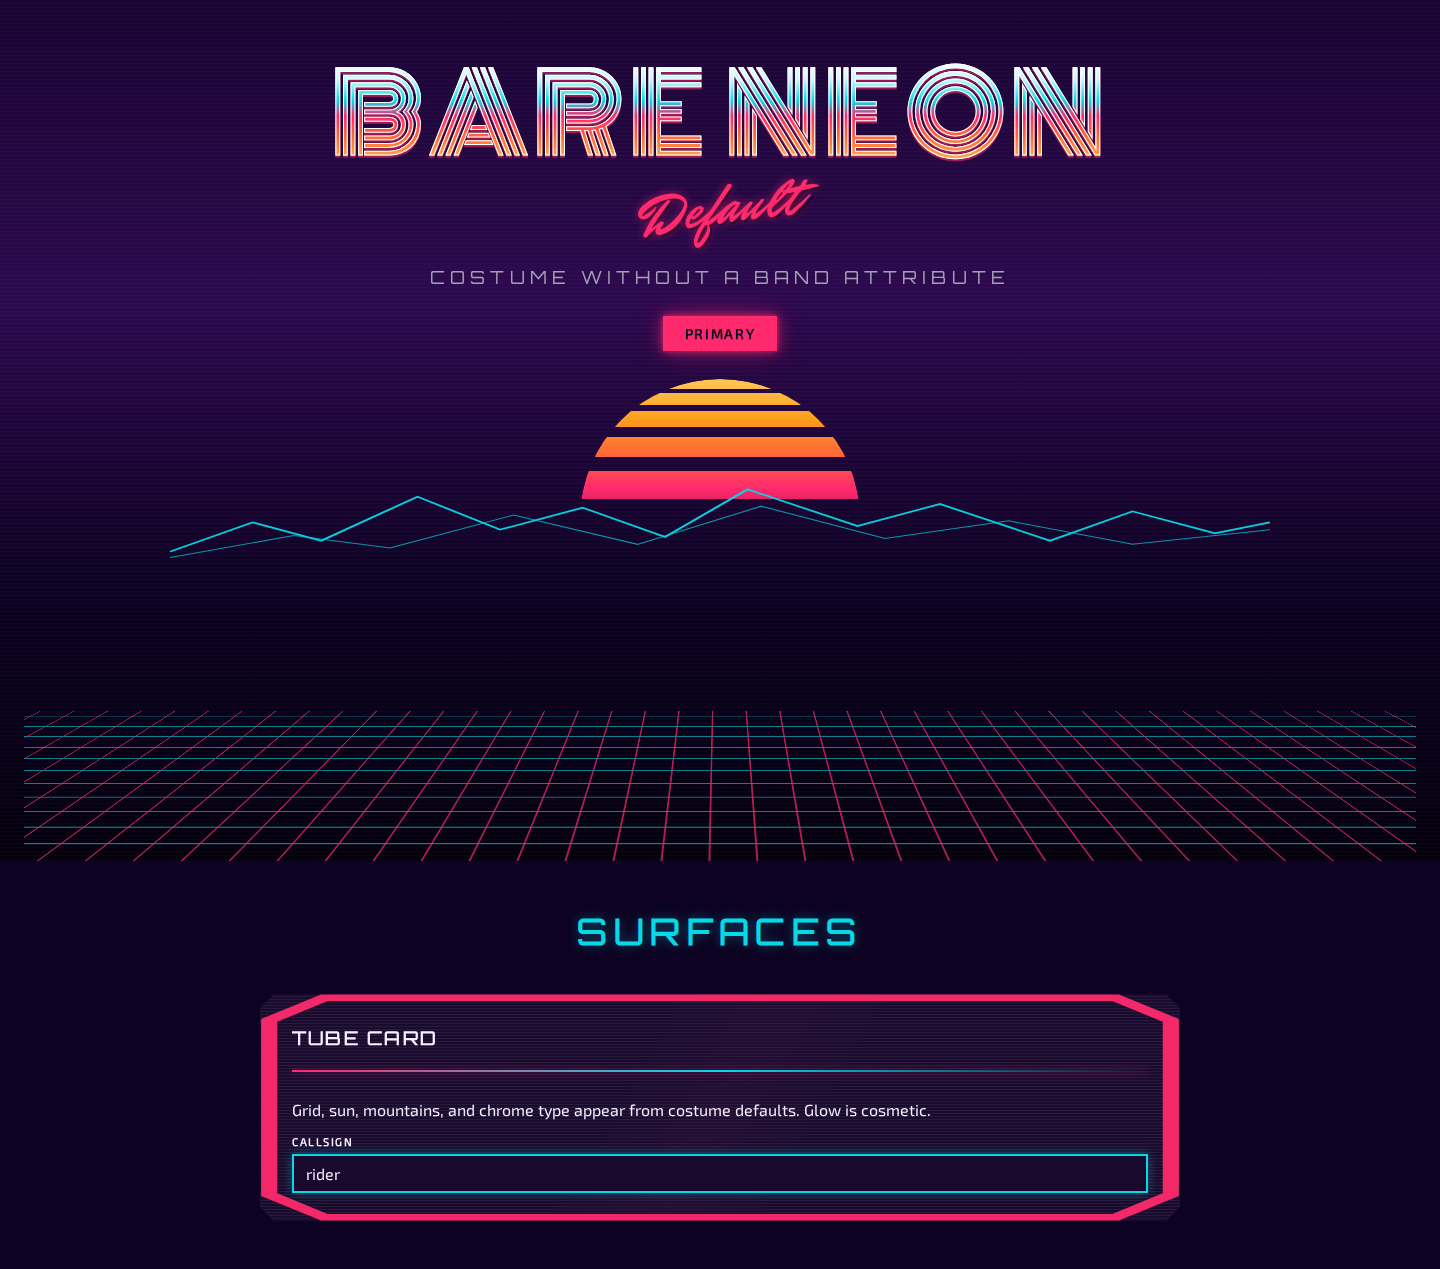 BARE NEON
Default
COSTUME WITHOUT A BAND ATTRIBUTE
PRIMARY
SURFACES
TUBE CARD
Grid, sun, mountains, and chrome type appear from costume defaults. Glow is cosmetic.
CALLSIGN
rider